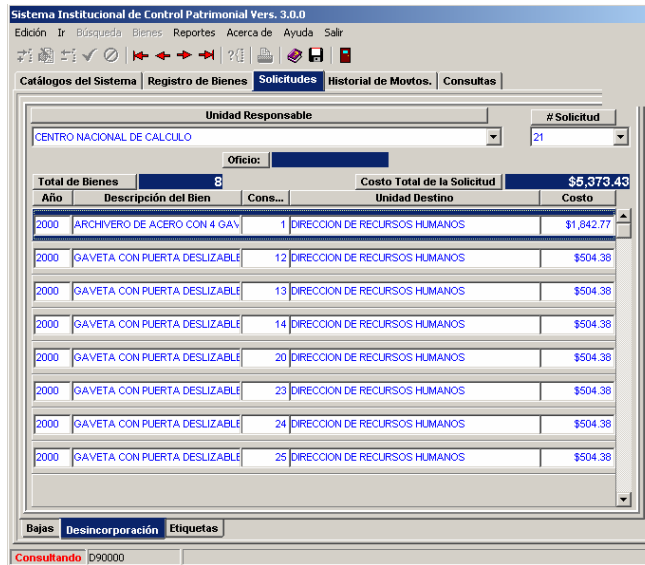 Sistema Institucional de Control Patrimonial Vers. 3.0.0
Edición Ir Búsqueda Bienes Reportes Acerca de Ayuda Salir
Catálogos del Sistema Registro de Bienes Solicitudes Historial de Movtos. Consultas
Unidad Responsable # Solicitud
CENTRO NACIONAL DE CALCULO 21
Oficio:
Total de Bienes 8 Costo Total de la Solicitud $5,373.43
Año Descripción del Bien Cons... Unidad Destino Costo
2000 ARCHIVERO DE ACERO CON 4 GAV 1 DIRECCION DE RECURSOS HUMANOS $1,842.77
2000 GAVETA CON PUERTA DESLIZABLE 12 DIRECCION DE RECURSOS HUMANOS $504.38
2000 GAVETA CON PUERTA DESLIZABLE 13 DIRECCION DE RECURSOS HUMANOS $504.38
2000 GAVETA CON PUERTA DESLIZABLE 14 DIRECCION DE RECURSOS HUMANOS $504.38
2000 GAVETA CON PUERTA DESLIZABLE 20 DIRECCION DE RECURSOS HUMANOS $504.38
2000 GAVETA CON PUERTA DESLIZABLE 23 DIRECCION DE RECURSOS HUMANOS $504.38
2000 GAVETA CON PUERTA DESLIZABLE 24 DIRECCION DE RECURSOS HUMANOS $504.38
2000 GAVETA CON PUERTA DESLIZABLE 25 DIRECCION DE RECURSOS HUMANOS $504.38
Bajas Desincorporación Etiquetas
Consultando D90000